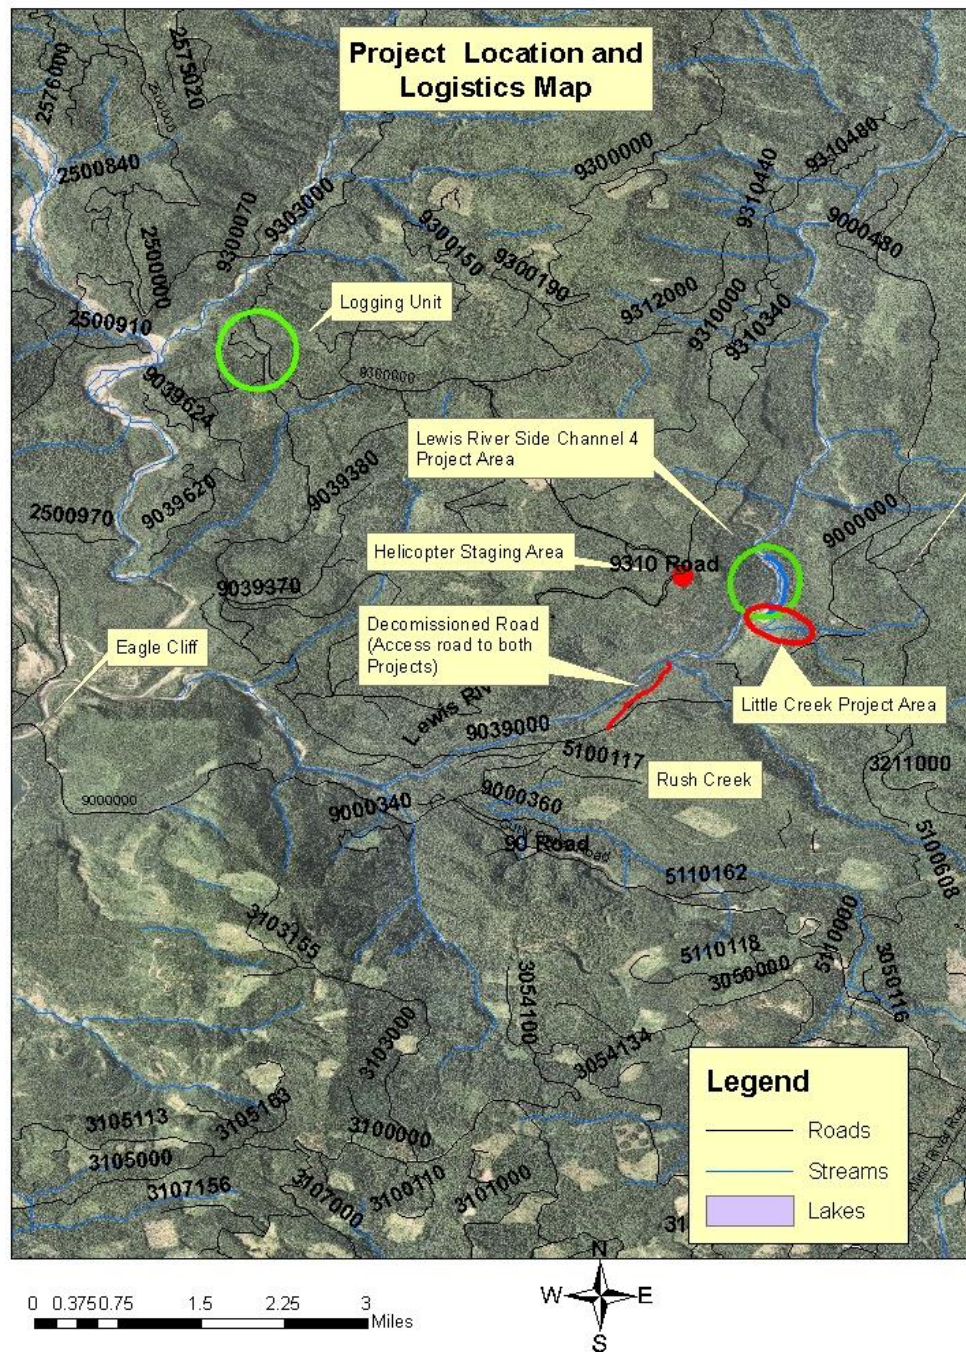 Project Location and
Logistics Map
2576000
2575020
2500840
9300070
9303000
9300000
9310480
9310440
9300150
9300190
9000480
2500000
Logging Unit
9312000
9310000
9310340
2500910
9039624
9300000
Lewis River Side Channel 4
Project Area
9039380
9039620
2500970
9000000
Helicopter Staging Area
9310 Road
9039370
Decomissioned Road
(Access road to both
Projects)
Eagle Cliff
Little Creek Project Area
Lewis Riv
9039000
5100117
Rush Creek
3211000
9000000
9000340
9000360
90 Road
5100608
5110162
3103155
5110118
5110000
3050000
3050116
3054100
3103000
3054134
Legend
Roads
Streams
Lakes
3105113
3105163
3100000
3105000
3107156
3107000
3100110
3101000
N
W
E
S
0 0.375 0.75 1.5 2.25 3
Miles